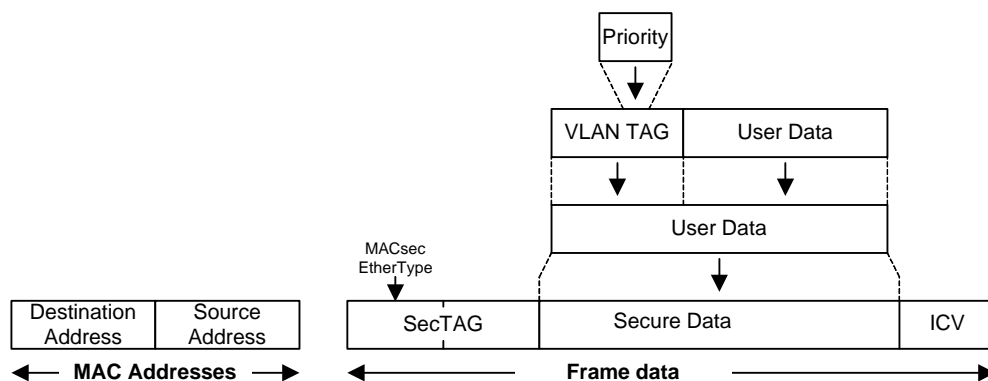 Priority
VLAN TAG
User Data
User Data
MACsec
EtherType
Destination
Address
Source
Address
SecTAG
Secure Data
ICV
MAC Addresses
Frame data